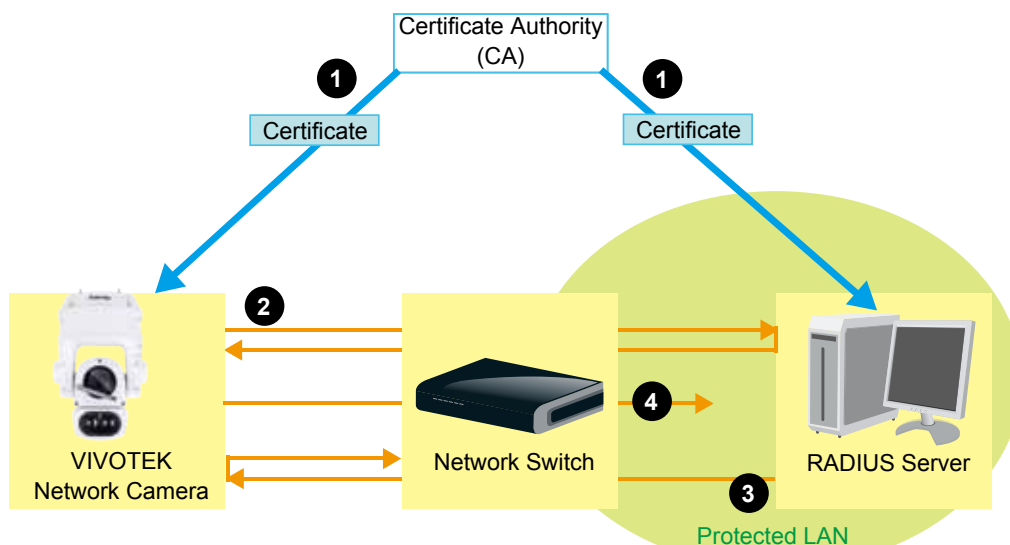 Certificate Authority
(CA)
1
1
Certificate
Certificate
2
4
VIVOTEK
Network Camera
Network Switch
RADIUS Server
3
Protected LAN